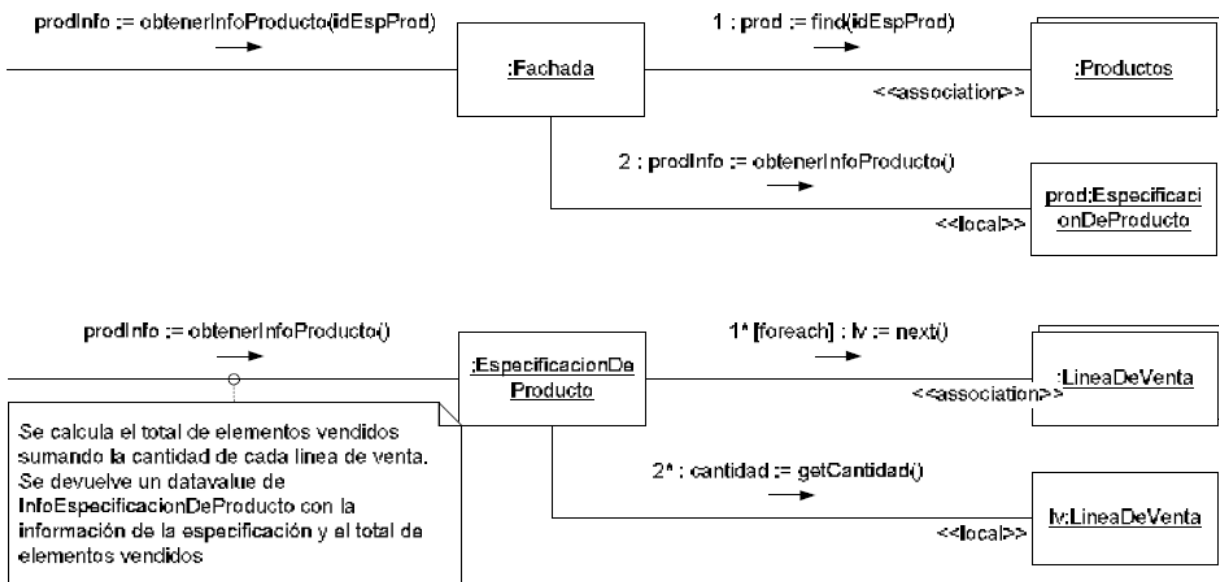 prodInfo := obtenerInfoProducto(idEspProd)
1 : prod := find(idEspProd)
:Fachada
:Productos
<<association>>
2 : prodInfo := obtenerInfoProducto()
prod:Especificaci
onDeProducto
<<local>>
prodInfo := obtenerInfoProducto()
1* [foreach] : lv := next()
:EspecificacionDe
Producto
:LineaDeVenta
<<association>>
Se calcula el total de elementos vendidos
sumando la cantidad de cada linea de venta.
Se devuelve un datavalue de
InfoEspecificacionDeProducto con la
información de la especificación y el total de
elementos vendidos
2* : cantidad := getCantidad()
lv:LineaDeVenta
<<local>>